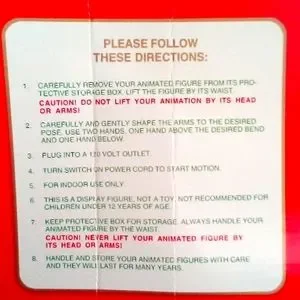 PLEASE FOLLOW
THESE DIRECTIONS:
1. CAREFULLY REMOVE YOUR ANIMATED FIGURE FROM ITS PRO-
TECTIVE STORAGE BOX. LIFT THE FIGURE BY ITS WAIST.
CAUTION! DO NOT LIFT YOUR ANIMATION BY ITS HEAD
OR ARMS!
2. CAREFULLY AND GENTLY SHAPE THE ARMS TO THE DESIRED
POSE. USE TWO HANDS, ONE HAND ABOVE THE DESIRED BEND
AND ONE HAND BELOW.
3. PLUG INTO A 120 VOLT OUTLET.
4. TURN SWITCH ON POWER CORD TO START MOTION.
5. FOR INDOOR USE ONLY.
6. THIS IS A DISPLAY FIGURE, NOT A TOY. NOT RECOMMENDED FOR
CHILDREN UNDER 12 YEARS OF AGE.
7. KEEP PROTECTIVE BOX FOR STORAGE. ALWAYS HANDLE YOUR
ANIMATED FIGURE BY THE WAIST.
CAUTION! NEVER LIFT YOUR ANIMATED FIGURE BY
ITS HEAD OR ARMS!
8. HANDLE AND STORE YOUR ANIMATED FIGURES WITH CARE
AND THEY WILL LAST FOR MANY YEARS.